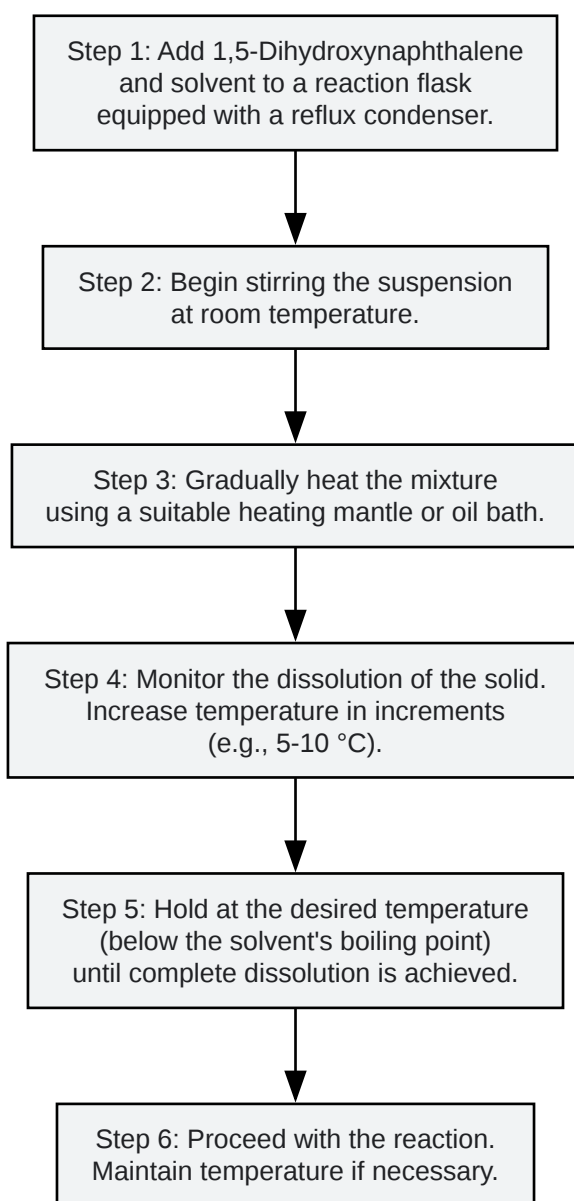 Step 1: Add 1,5-Dihydroxynaphthalene
and solvent to a reaction flask
equipped with a reflux condenser.
Step 2: Begin stirring the suspension
at room temperature.
Step 3: Gradually heat the mixture
using a suitable heating mantle or oil bath.
Step 4: Monitor the dissolution of the solid.
Increase temperature in increments
(e.g., 5-10 °C).
Step 5: Hold at the desired temperature
(below the solvent's boiling point)
until complete dissolution is achieved.
Step 6: Proceed with the reaction.
Maintain temperature if necessary.